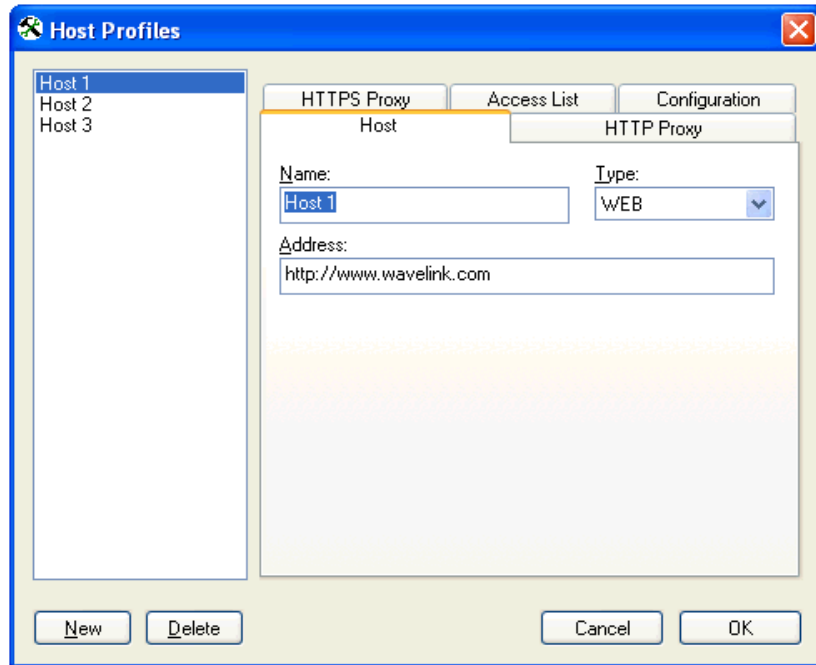 Host Profiles
Host 1
Host 2
Host 3
HTTPS Proxy Access List Configuration
Host HTTP Proxy
Name: Type:
Host 1 WEB
Address:
http://www.wavelink.com
New Delete Cancel OK